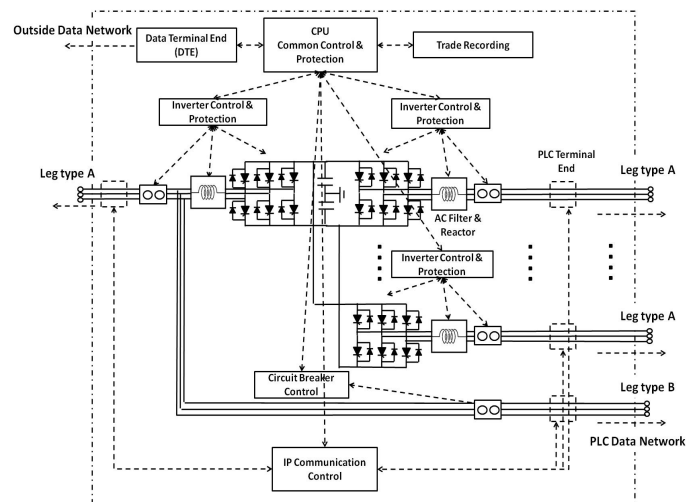 Outside Data Network
Data Terminal End
(DTE)
CPU
Common Control &
Protection
Trade Recording
Inverter Control &
Protection
Inverter Control &
Protection
Leg type A
PLC Terminal
End
Leg type A
AC Filter &
Reactor
Inverter Control &
Protection
Leg type A
Circuit Breaker
Control
Leg type B
PLC Data Network
IP Communication
Control